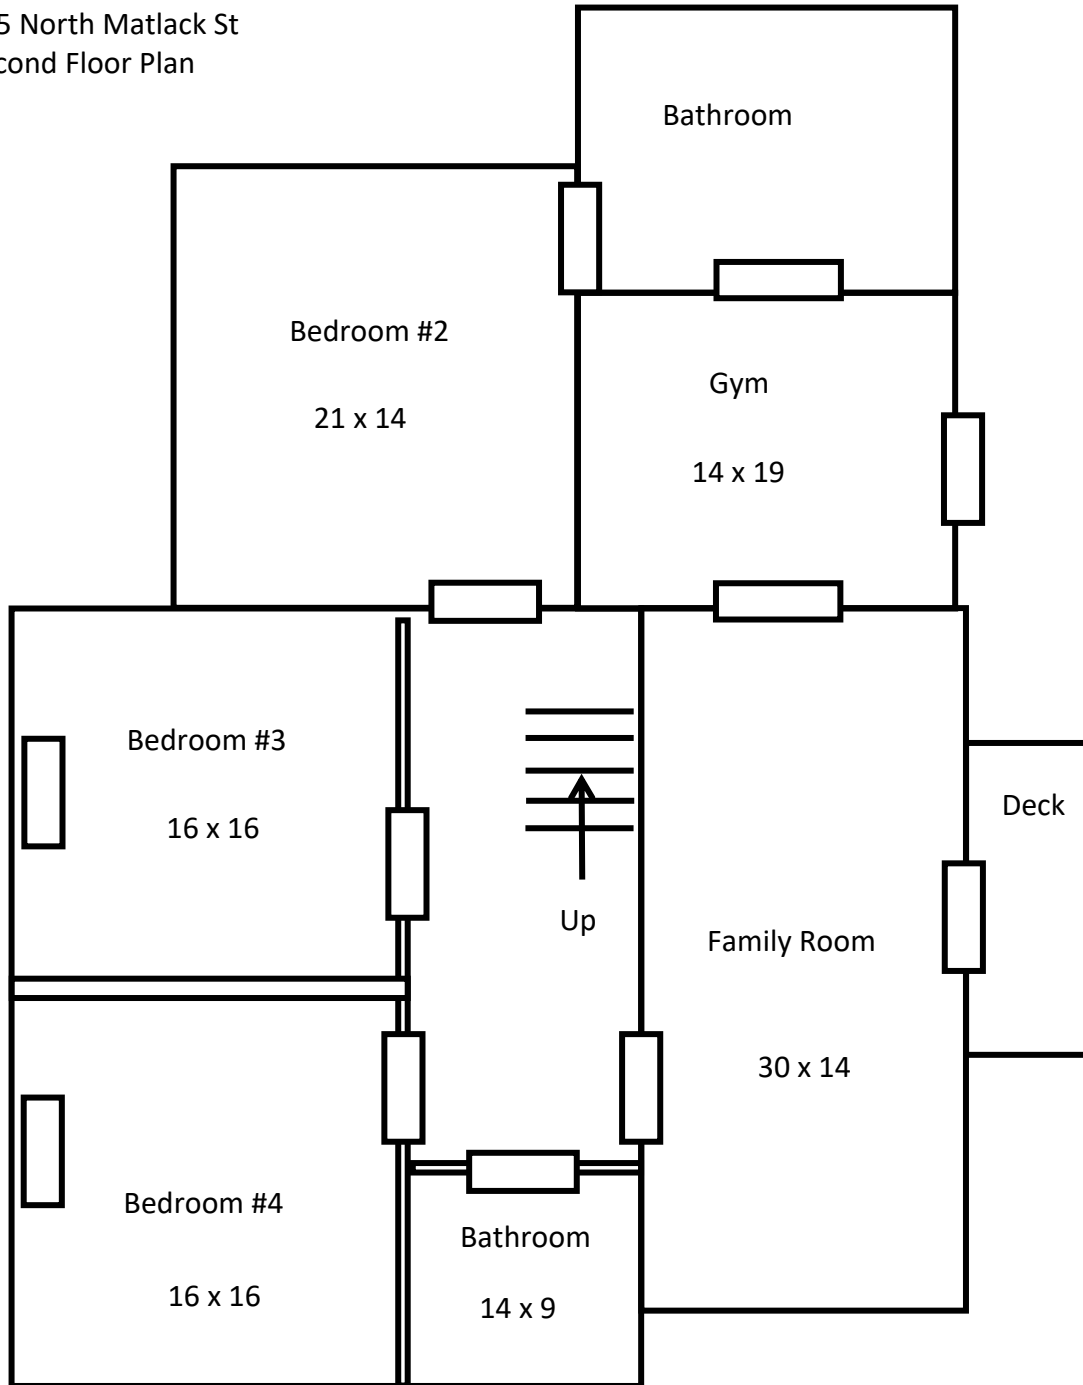 5 North Matlack St
cond Floor Plan
Bathroom
Bedroom #2
21 x 14
Gym
14 x 19
Bedroom #3
16 x 16
Up
Deck
Family Room
30 x 14
Bedroom #4
16 x 16
Bathroom
14 x 9